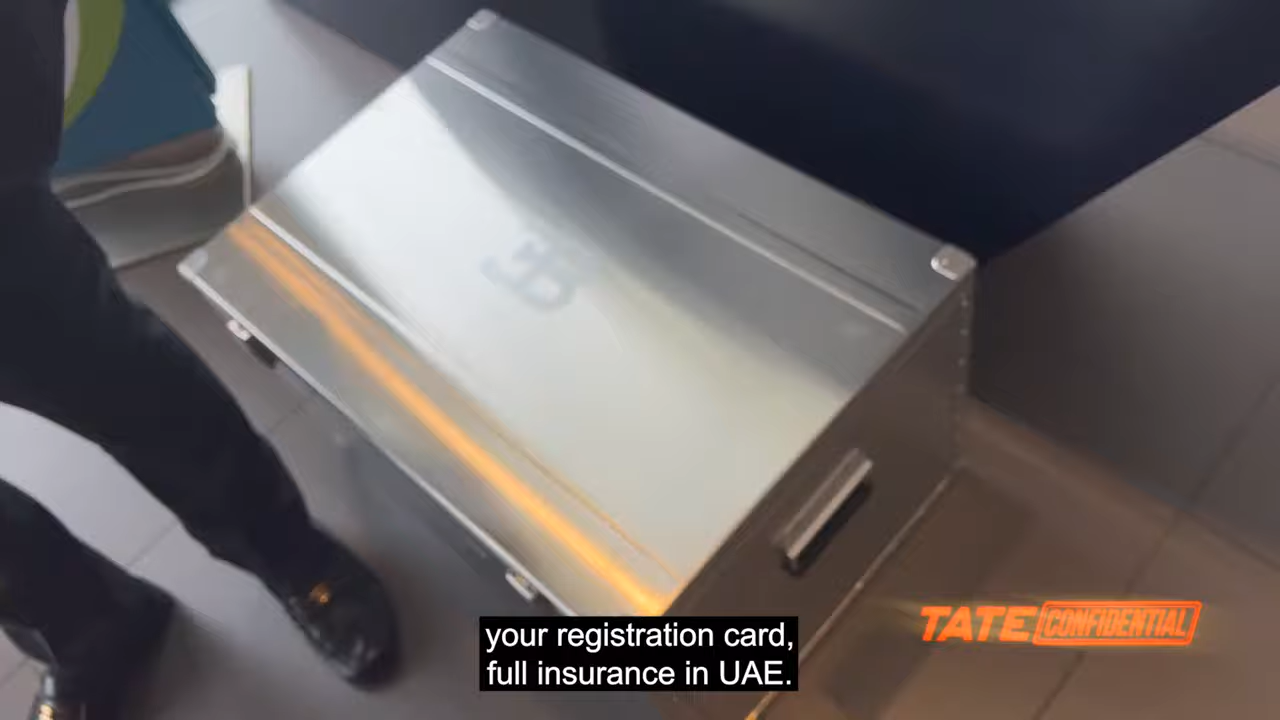 TATE CONFIDENTIAL
your registration card,
full insurance in UAE.